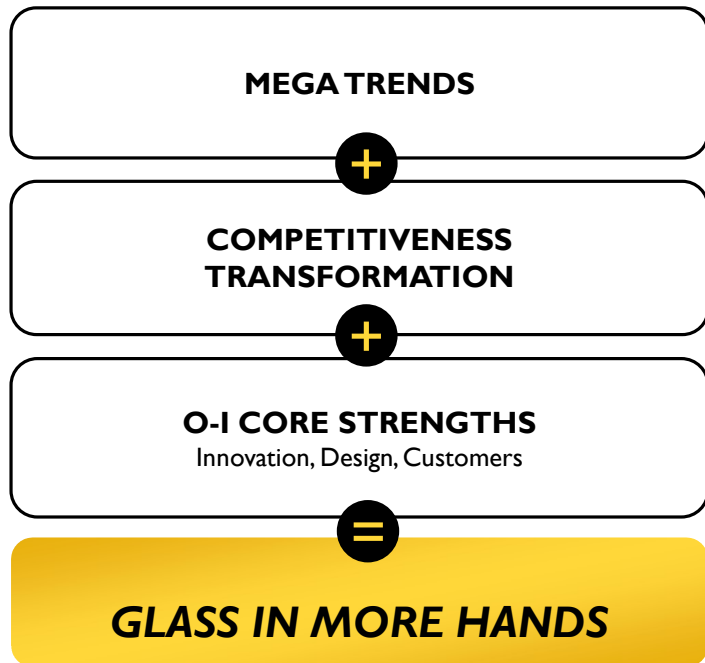 MEGA TRENDS
+
COMPETITIVENESS
TRANSFORMATION
+
O-I CORE STRENGTHS
Innovation, Design, Customers
=
GLASS IN MORE HANDS